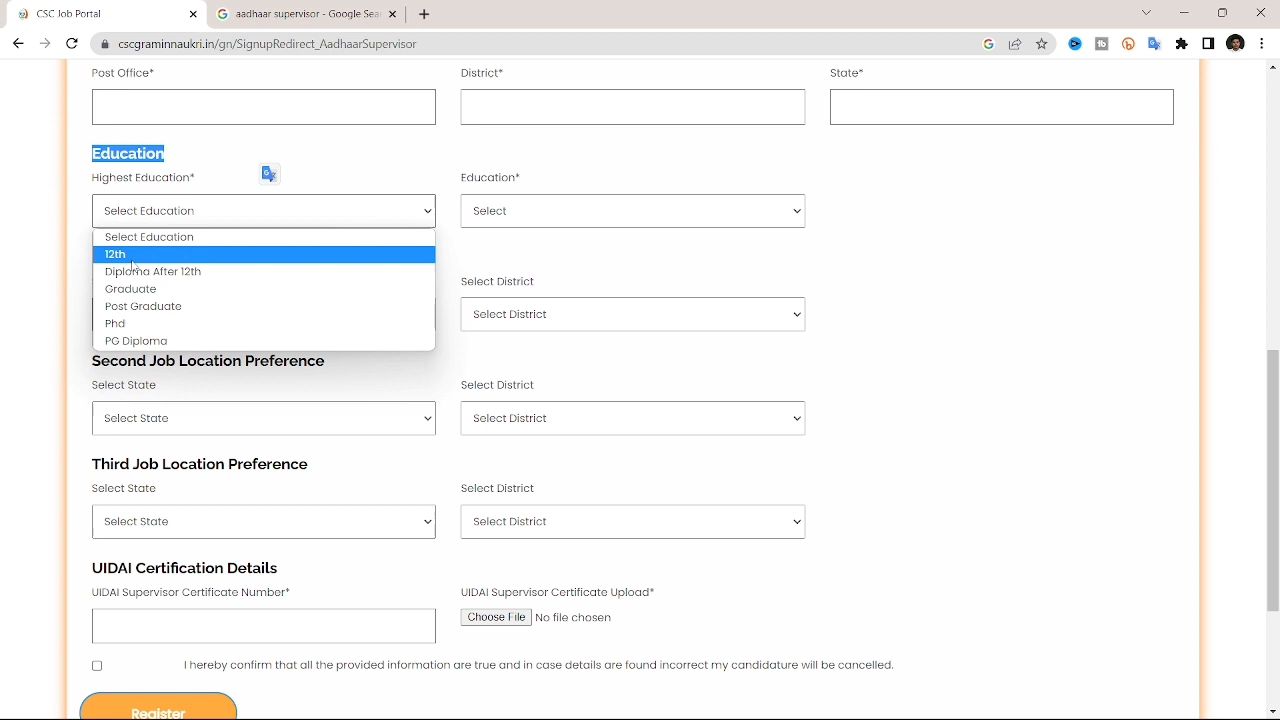 CSC Job Portal
aadhaar supervisor - Google Sea
cscgraminnaukri.in/gn/SignupRedirect_AadhaarSupervisor
Post Office* District* State*
Education
Highest Education* Education*
Select Education Select
Select Education
12th
Diploma After 12th
Graduate
Post Graduate
Phd
PG Diploma
Select District
Select District
Second Job Location Preference
Select State Select District
Select State Select District
Third Job Location Preference
Select State Select District
Select State Select District
UIDAI Certification Details
UIDAI Supervisor Certificate Number* UIDAI Supervisor Certificate Upload*
Choose File No file chosen
I hereby confirm that all the provided information are true and in case details are found incorrect my candidature will be cancelled.
Register